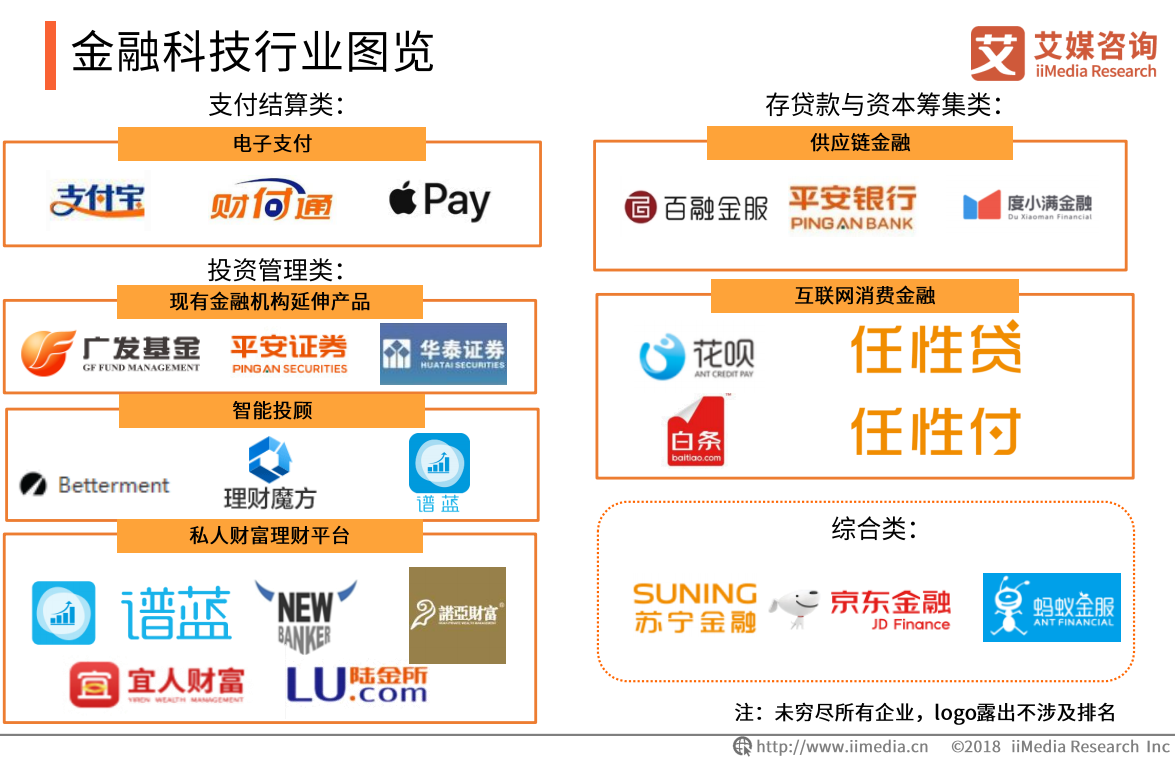 金融科技行业图览
艾媒咨询
iiMedia Research
支付结算类：
电子支付
支付宝
财付通
Pay
投资管理类：
现有金融机构延伸产品
广发基金
GF FUND MANAGEMENT
平安证券
PINGAN SECURITIES
华泰证券
HUATAI SECURITIES
智能投顾
Betterment
理财魔方
谱蓝
私人财富理财平台
谱蓝
NEW
BANKER
諾亞財富
宜
宜人财富
YIREN WEALTH MANAGEMENT
LU.com
陆金所
存贷款与资本筹集类：
供应链金融
百融金服
平安银行
PINGAN BANK
度小满金融
Du Xiaoman Financial
互联网消费金融
花呗
ANT CREDIT PAY
任性贷
白条
baitiao.com
™
任性付
综合类：
SUNING
苏宁金融
京东金融
JD Finance
蚂蚁金服
ANT FINANCIAL
注：未穷尽所有企业，logo露出不涉及排名
http://www.iimedia.cn ©2018 iiMedia Research Inc